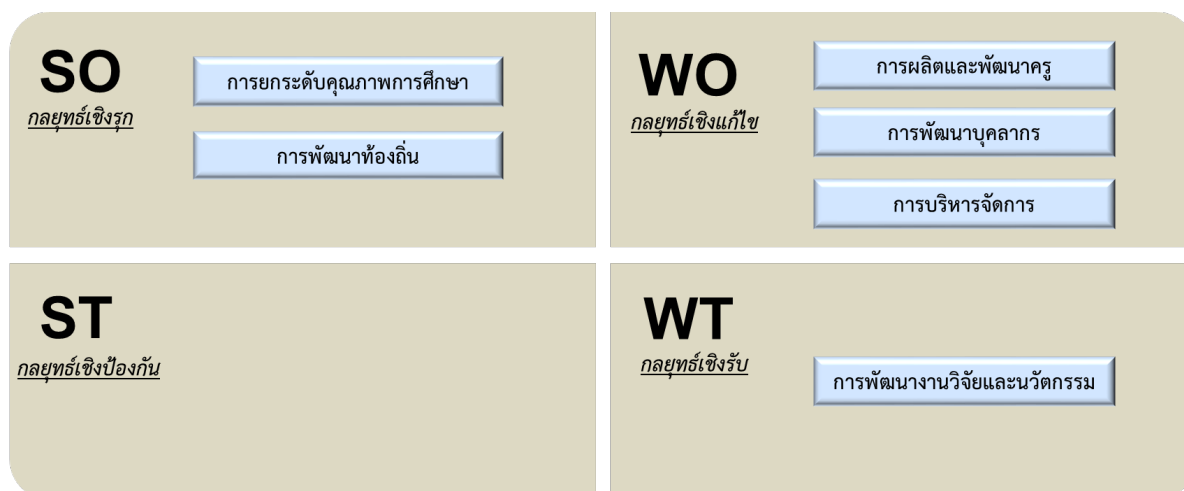 SO
กลยุทธ์เชิงรุก
การยกระดับคุณภาพการศึกษา
การพัฒนาท้องถิ่น
WO
กลยุทธ์เชิงแก้ไข
การผลิตและพัฒนาครู
การพัฒนาบุคลากร
การบริหารจัดการ
ST
กลยุทธ์เชิงป้องกัน
WT
กลยุทธ์เชิงรับ
การพัฒนางานวิจัยและนวัตกรรม